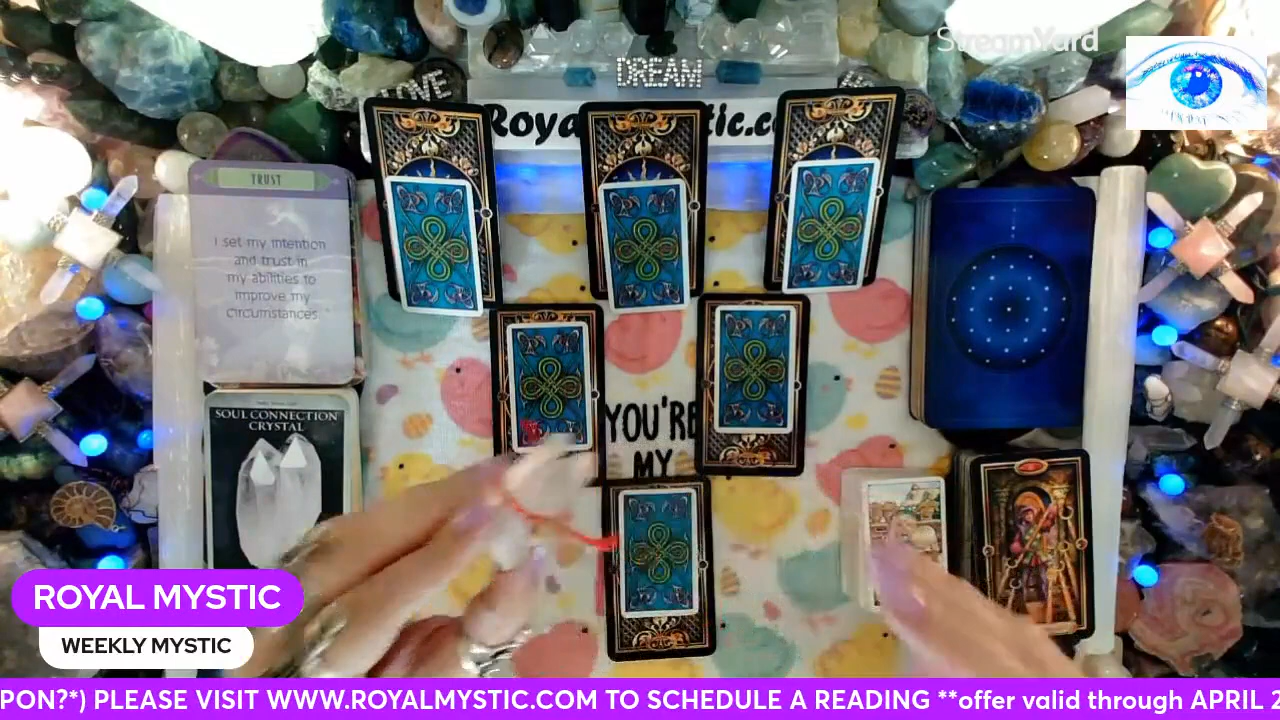 StreamYard
LOVE
DREAM
TRUST
I set my intention
and trust in
my abilities to
improve my
circumstances
SOUL CONNECTION
CRYSTAL
YOU'RE
MY
ROYAL MYSTIC
WEEKLY MYSTIC
PON?*) PLEASE VISIT WWW.ROYALMYSTIC.COM TO SCHEDULE A READING **offer valid through APRIL 2